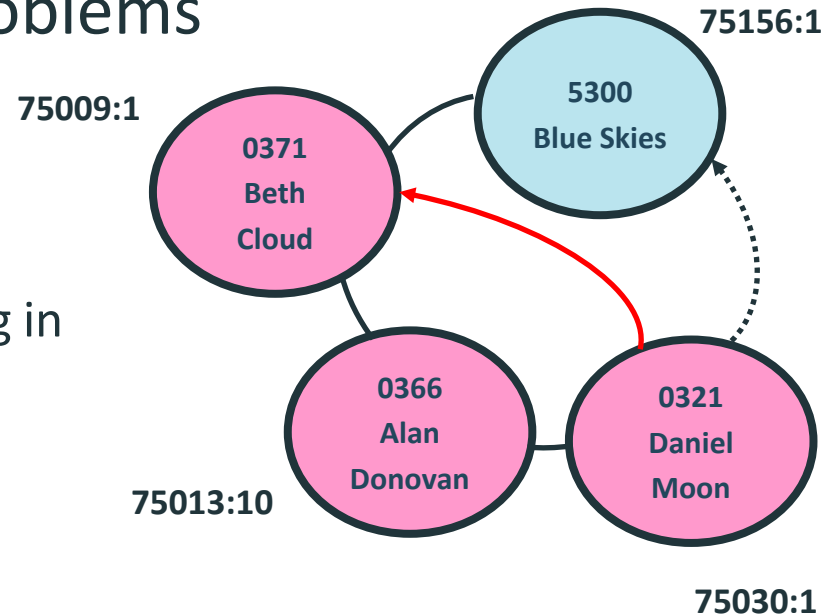 oblems
75156:1
5300
Blue Skies
75009:1
0371
Beth
Cloud
g in
0366
Alan
Donovan
0321
Daniel
Moon
75013:10
75030:1